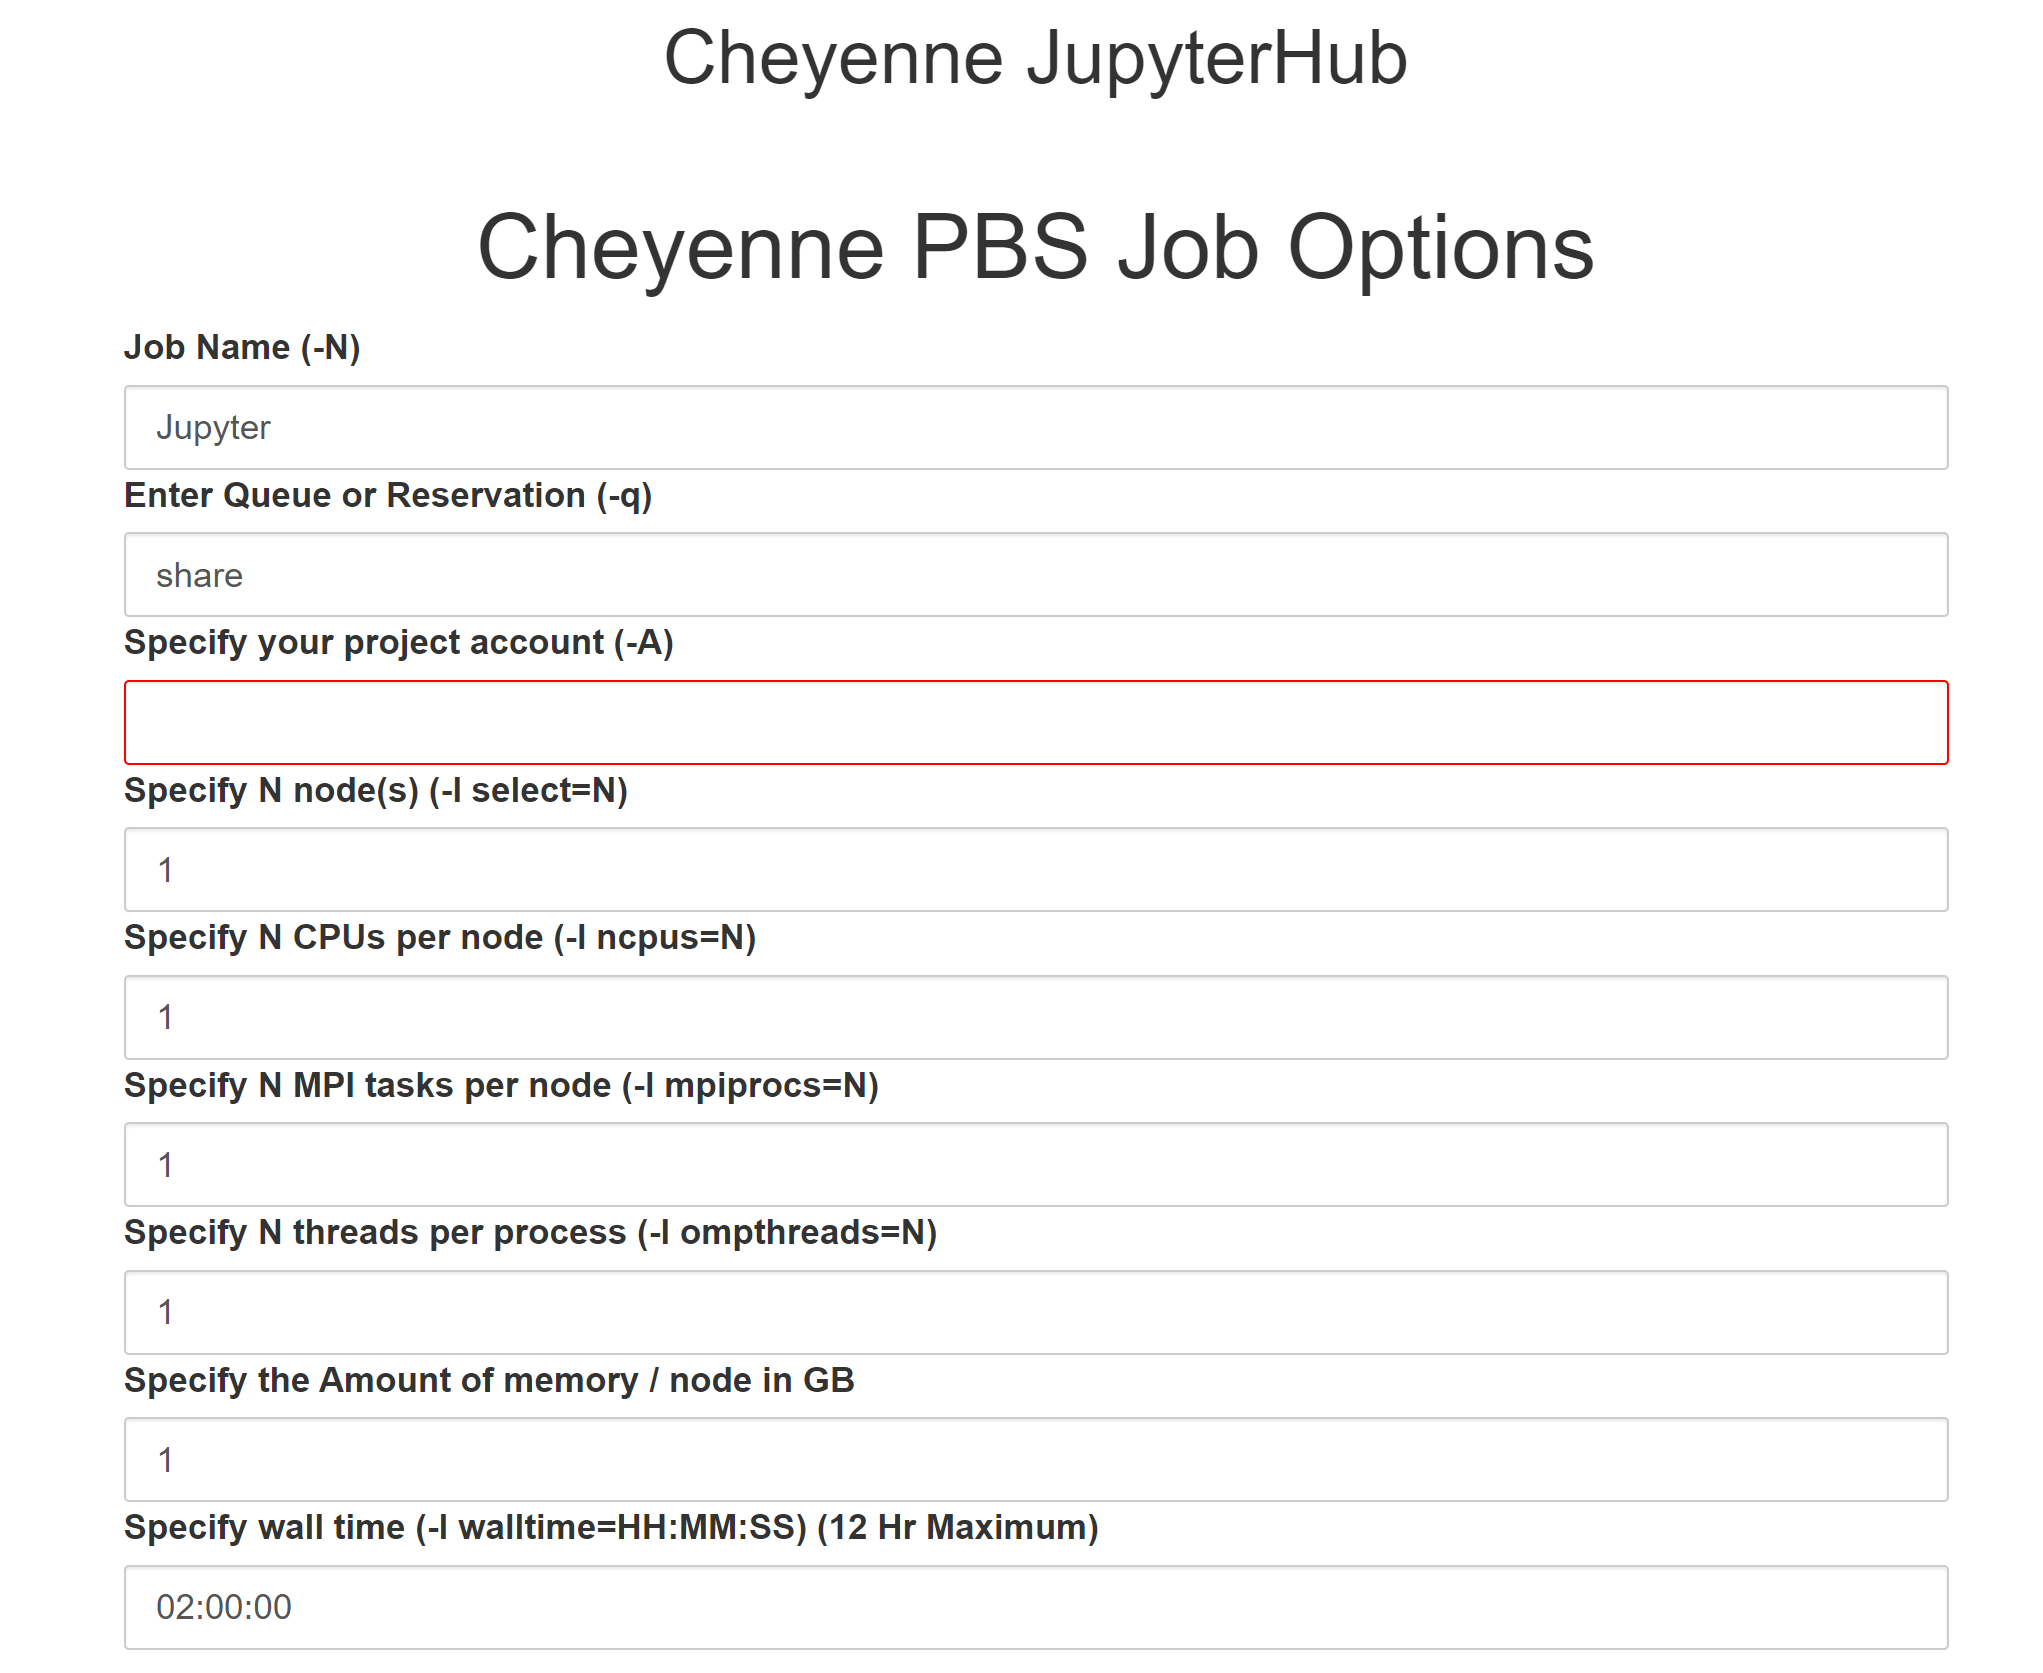 Cheyenne JupyterHub
Cheyenne PBS Job Options
Job Name (-N)
Jupyter
Enter Queue or Reservation (-q)
share
Specify your project account (-A)
Specify N node(s) (-l select=N)
1
Specify N CPUs per node (-l ncpus=N)
1
Specify N MPI tasks per node (-l mpiprocs=N)
1
Specify N threads per process (-l ompthreads=N)
1
Specify the Amount of memory / node in GB
1
Specify wall time (-l walltime=HH:MM:SS) (12 Hr Maximum)
02:00:00